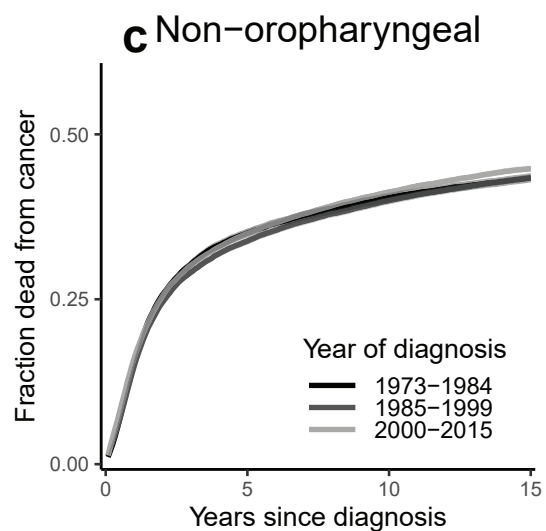 c Non−oropharyngeal
Fraction dead from cancer
0.50
0.25
0.00
Year of diagnosis
1973−1984
1985−1999
2000−2015
0 5 10 15
Years since diagnosis